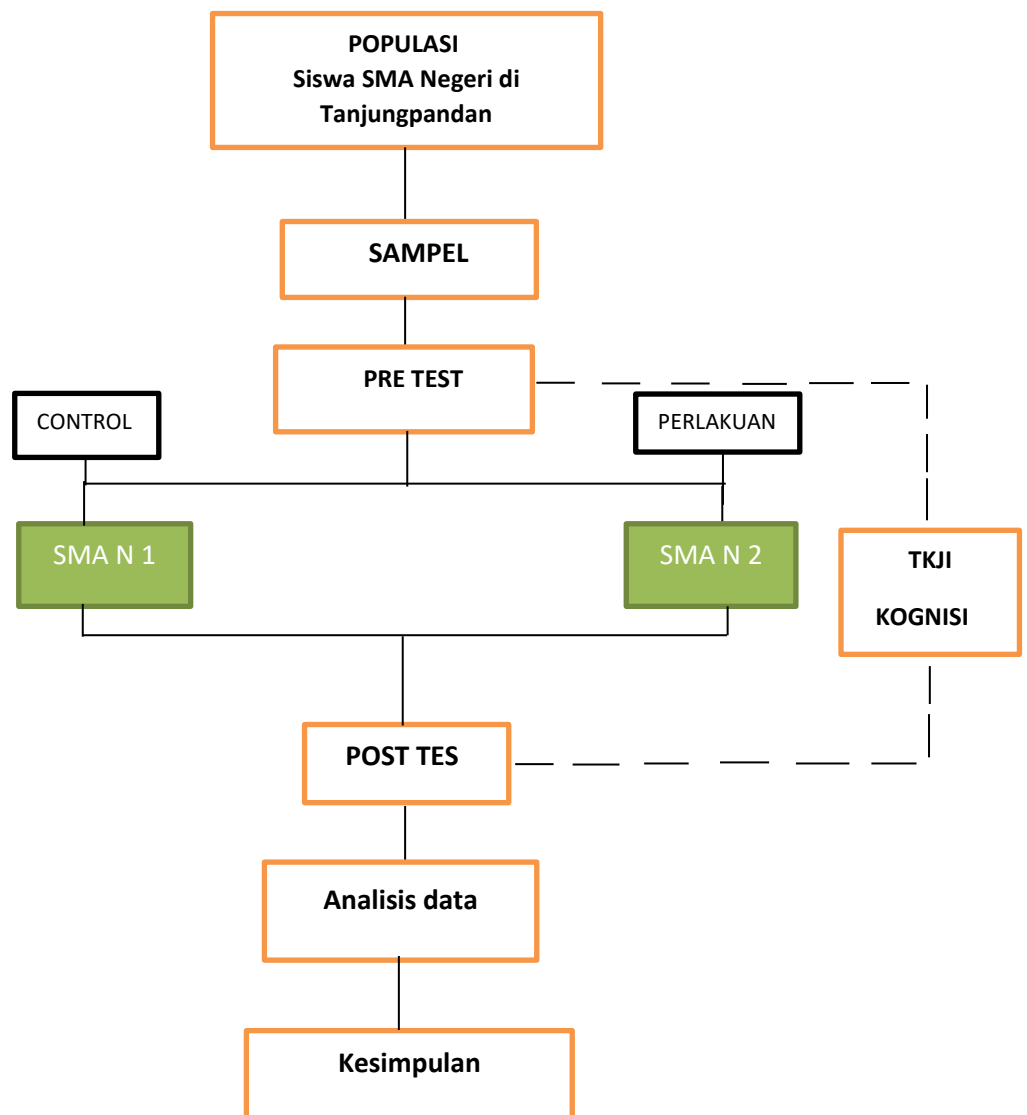 POPULASI
Siswa SMA Negeri di
Tanjungpandan
SAMPEL
PRE TEST
CONTROL
PERLAKUAN
SMA N 1
SMA N 2
TKJI
KOGNISI
POST TES
Analisis data
Kesimpulan